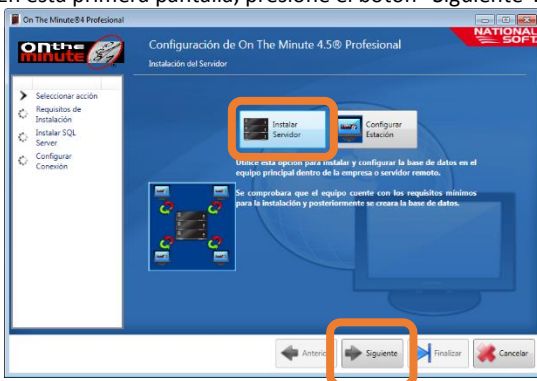 En esta primera pantalla, presione el botón "Siguiente".
On The Minute®4 Profesional
On the minute 4.5
Configuración de On The Minute 4.5® Profesional
NATIONAL SOFT
Instalación del Servidor
Seleccionar acción
Requisitos de
Instalación
Instalar SQL
Server
Configurar
Conexión
Instalar
Servidor
Configurar
Estación
Utilice esta opción para instalar y configurar la base de datos en el
equipo principal dentro de la empresa o servidor remoto.
Se comprobara que el equipo cuente con los requisitos mínimos
para la instalación y posteriormente se creara la base de datos.
Anterior
Siguiente
Finalizar
Cancelar